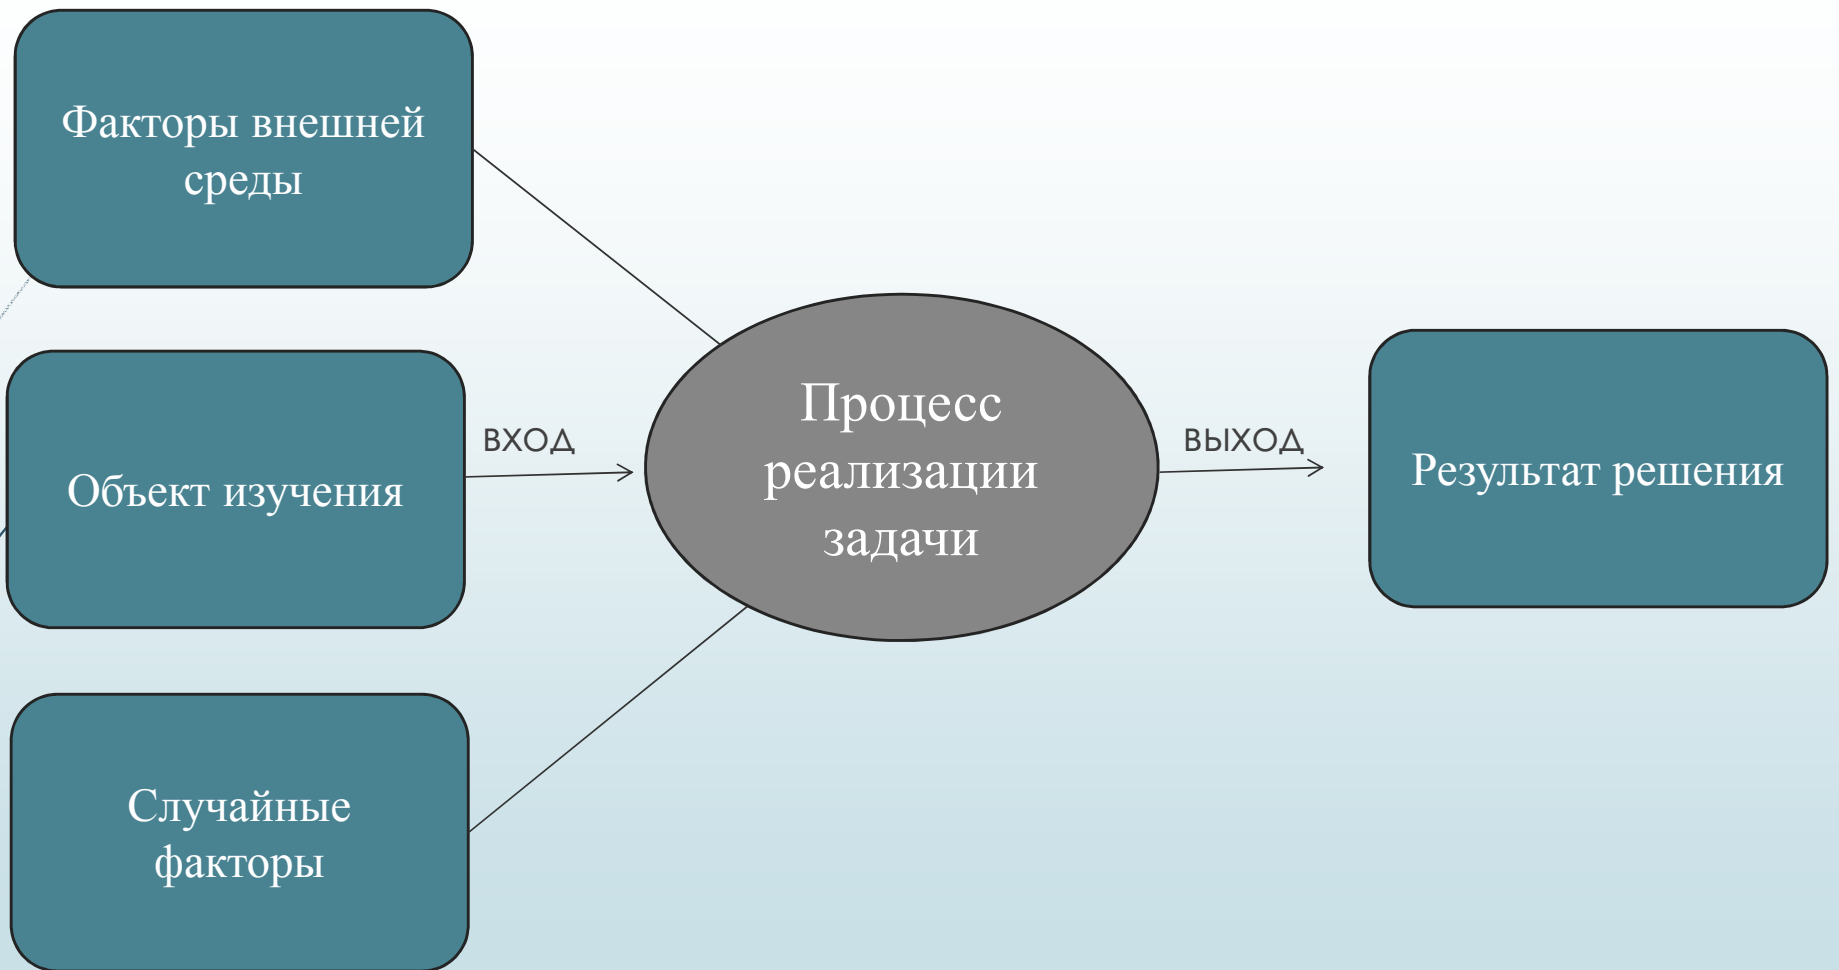 Факторы внешней
среды
Объект изучения
ВХОД
Процесс
реализации
задачи
ВЫХОД
Результат решения
Случайные
факторы